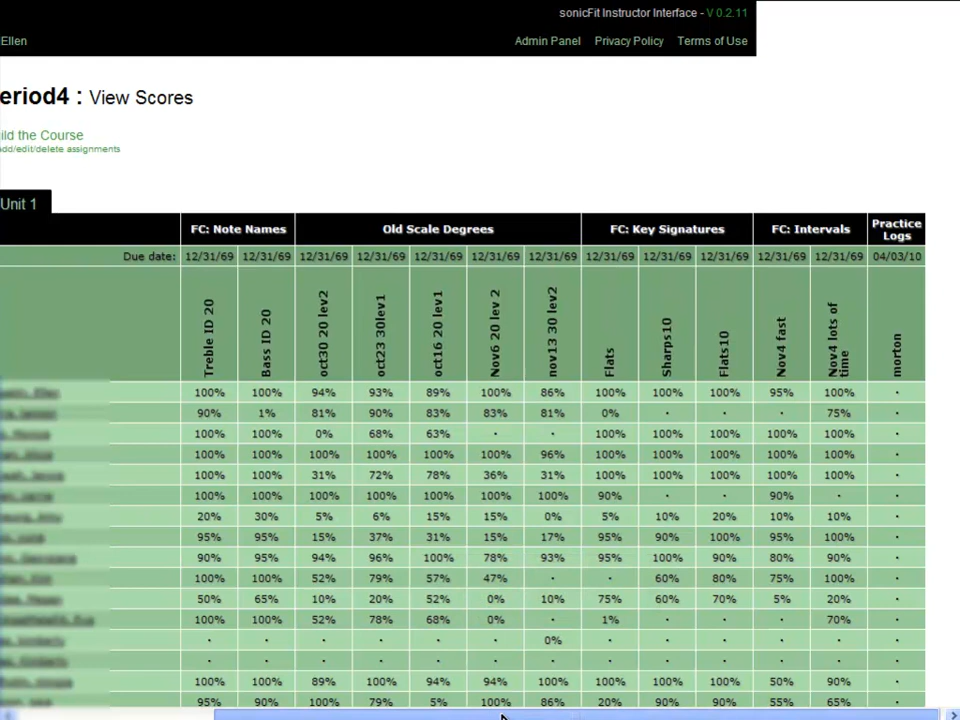 sonicFit Instructor Interface - V 0.2.11
Ellen Admin Panel Privacy Policy Terms of Use
eriod4 : View Scores
ild the Course
add/edit/delete assignments
Unit 1
FC: Note Names Old Scale Degrees FC: Key Signatures FC: Intervals Practice Logs
Due date: 12/31/69 12/31/69 12/31/69 12/31/69 12/31/69 12/31/69 12/31/69 12/31/69 12/31/69 12/31/69 12/31/69 12/31/69 04/03/10
Treble ID 20 Bass ID 20 oct30 20 lev2 oct23 30lev1 oct16 20 lev1 Nov6 20 lev 2 nov13 30 lev2 Flats Sharps10 Flats10 Nov4 fast Nov4 lots of time morton
100% 100% 94% 93% 89% 100% 86% 100% 100% 100% 95% 100% ·
90% 1% 81% 90% 83% 83% 81% 0% · · · 75% ·
100% 100% 0% 68% 63% · · 100% 100% 100% 100% 100% ·
100% 100% 100% 100% 100% 100% 96% 100% 100% 100% 100% 100% ·
100% 100% 31% 72% 78% 36% 31% 100% 100% 100% 100% 100% ·
100% 100% 100% 100% 100% 100% 100% 90% · · 90% · ·
20% 30% 5% 6% 15% 15% 0% 5% 10% 20% 10% 10% ·
95% 95% 15% 37% 31% 15% 17% 95% 90% 100% 95% 100% ·
90% 95% 94% 96% 100% 78% 93% 95% 100% 90% 80% 90% ·
100% 100% 52% 79% 57% 47% · · 60% 80% 75% 100% ·
50% 65% 10% 20% 52% 0% 10% 75% 60% 70% 5% 20% ·
100% 100% 52% 78% 68% 0% · 1% · · · 70% ·
· · · · · · 0% · · · · · ·
· · · · · · · · · · · · ·
100% 100% 89% 100% 94% 94% 100% 100% 100% 100% 50% 90% ·
95% 90% 100% 79% 5% 100% 86% 20% 90% 90% 55% 65% ·